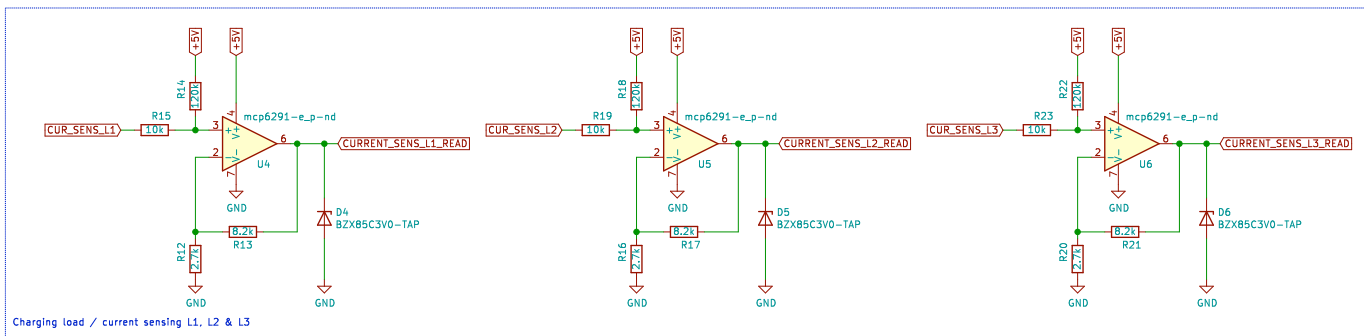 +5V
+5V
R14
120k
mcp6291-e_p-nd
R15
CUR_SENS_L1
10k
3
+
V+
4
6
CURRENT_SENS_L1_READ
2
-
V-
7
U4
GND
D4
BZX85C3V0-TAP
8.2k
R13
R12
2.7k
GND
GND
+5V
+5V
R18
120k
mcp6291-e_p-nd
R19
CUR_SENS_L2
10k
3
+
V+
4
6
CURRENT_SENS_L2_READ
2
-
V-
7
U5
GND
D5
BZX85C3V0-TAP
8.2k
R17
R16
2.7k
GND
GND
+5V
+5V
R22
120k
mcp6291-e_p-nd
R23
CUR_SENS_L3
10k
3
+
V+
4
6
CURRENT_SENS_L3_READ
2
-
V-
7
U6
GND
D6
BZX85C3V0-TAP
8.2k
R21
R20
2.7k
GND
GND
Charging load / current sensing L1, L2 & L3